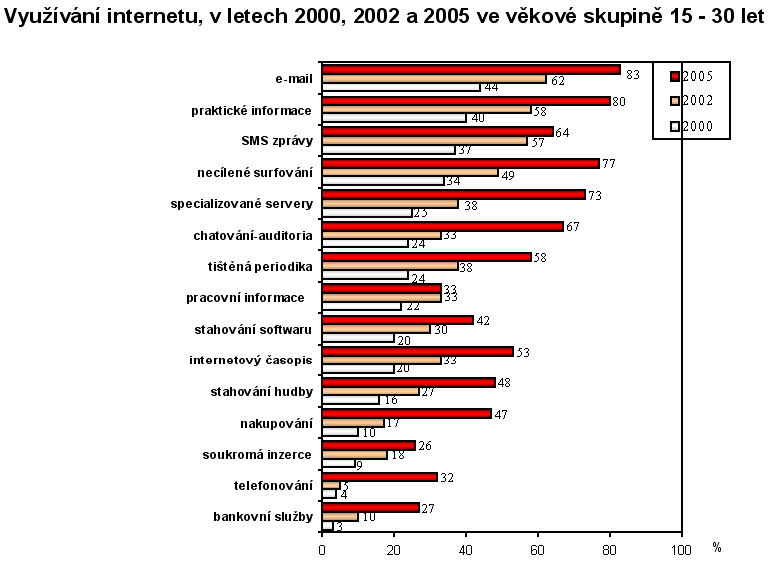 Využívání internetu, v letech 2000, 2002 a 2005 ve věkové skupině 15 - 30 let
2005
2002
2000
e-mail 83 62 44
praktické informace 80 58 40
SMS zprávy 64 57 37
necílené surfování 77 49 34
specializované servery 73 38 25
chatování-auditoria 67 33 24
tištěná periodika 58 38 24
pracovní informace 33 33 22
stahování softwaru 42 30 20
internetový časopis 53 33 20
stahování hudby 48 27 16
nakupování 47 17 10
soukromá inzerce 26 18 9
telefonování 32 5 4
bankovní služby 27 10 3
0 20 40 60 80 100 %